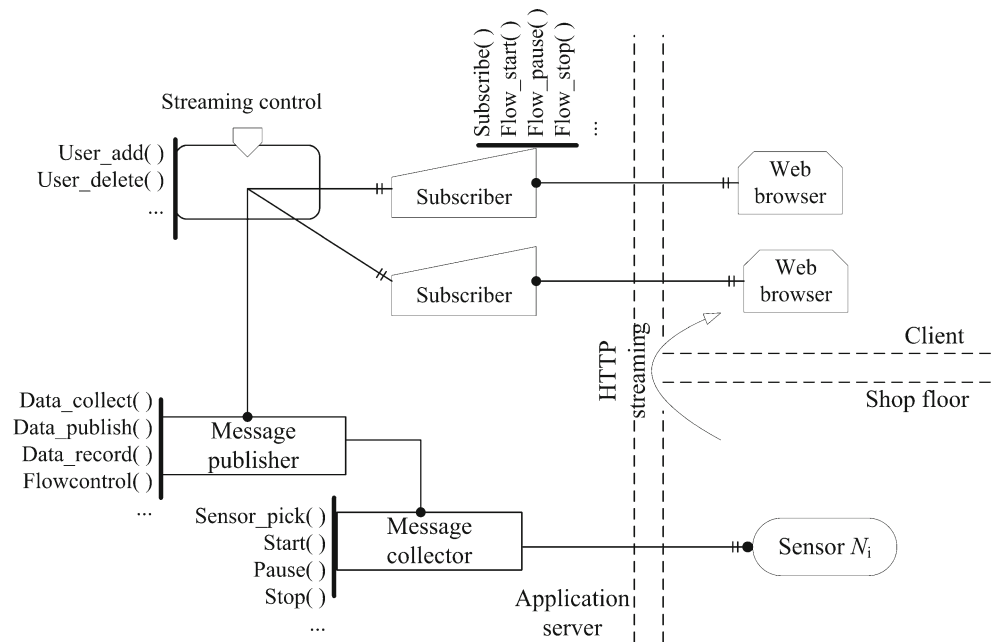 Subscribe( )
Flow_start( )
Flow_pause( )
Flow_stop( )
...
Streaming control
User_add( )
User_delete( )
...
Subscriber
Web
browser
Subscriber
Web
browser
HTTP
streaming
Client
Shop floor
Data_collect( )
Data_publish( )
Data_record( )
Flowcontrol( )
...
Message
publisher
Sensor_pick( )
Start( )
Pause( )
Stop( )
...
Message
collector
Sensor Ni
Application
server